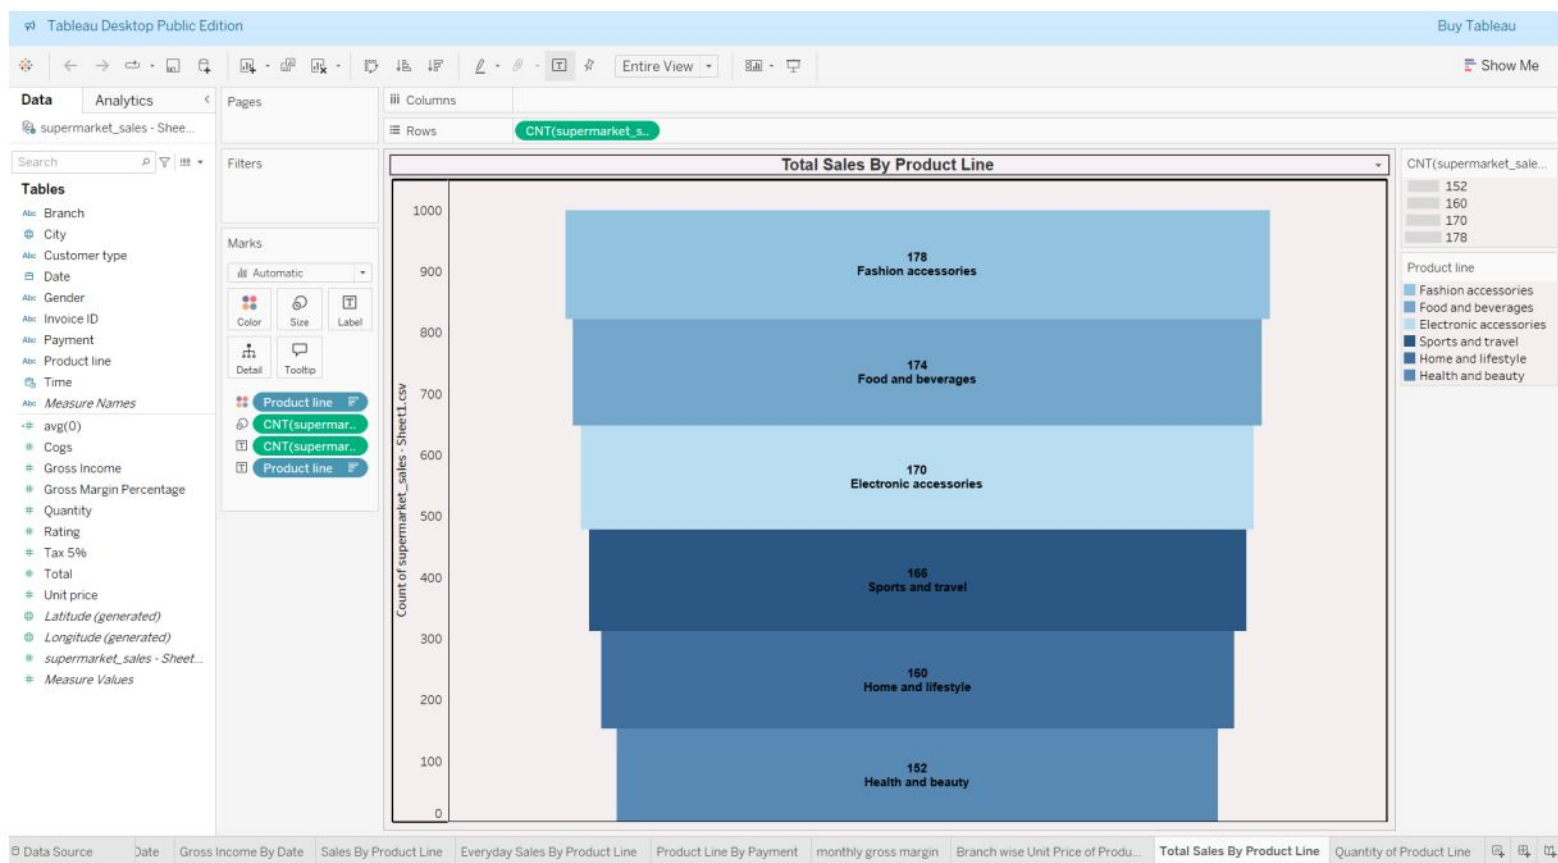 Tableau Desktop Public Edition
Buy Tableau
Entire View
Show Me
Data
Analytics
supermarket_sales - Shee...
Search
Tables
Abc Branch
City
Abc Customer type
Date
Abc Gender
Abc Invoice ID
Abc Payment
Abc Product line
Time
Abc Measure Names
avg(0)
Cogs
Gross Income
Gross Margin Percentage
Quantity
Rating
Tax 5%
Total
Unit price
Latitude (generated)
Longitude (generated)
supermarket_sales - Sheet...
Measure Values
Pages
Filters
Marks
Automatic
Color
Size
Label
Detail
Tooltip
Product line
CNT(supermar..
CNT(supermar..
Product line
Columns
Rows
CNT(supermarket_s..
Total Sales By Product Line
Count of supermarket_sales - Sheet1.csv
1000
900
800
700
600
500
400
300
200
100
0
178
Fashion accessories
174
Food and beverages
170
Electronic accessories
166
Sports and travel
160
Home and lifestyle
152
Health and beauty
CNT(supermarket_sale...
152
160
170
178
Product line
Fashion accessories
Food and beverages
Electronic accessories
Sports and travel
Home and lifestyle
Health and beauty
Data Source
Date
Gross Income By Date
Sales By Product Line
Everyday Sales By Product Line
Product Line By Payment
monthly gross margin
Branch wise Unit Price of Produ...
Total Sales By Product Line
Quantity of Product Line